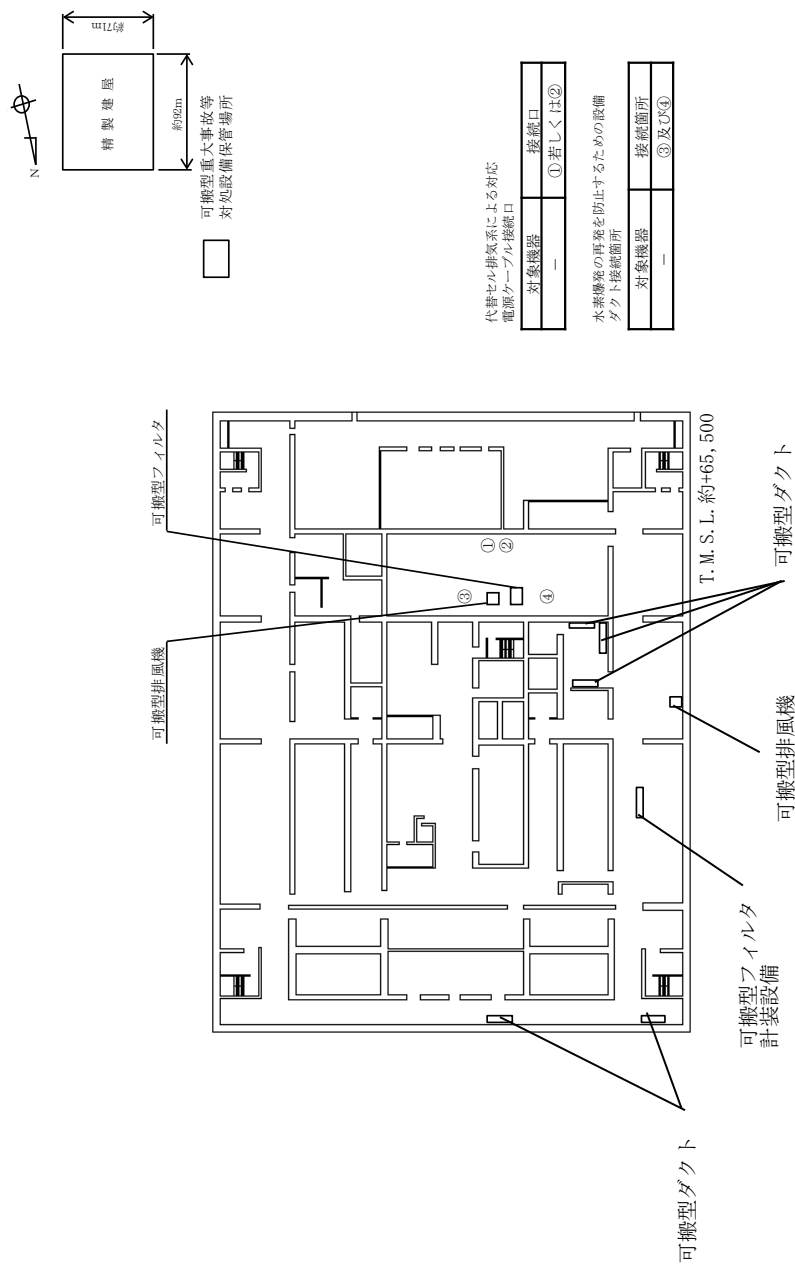 N
精製建屋
約92m
約71m
可搬型重大事故等
対処設備保管場所
代替セル排気系による対応
電源ケーブル接続口
対象機器 接続口
－ ①若しくは②
水素爆発の再発を防止するための設備
ダクト接続箇所
対象機器 接続箇所
－ ③及び④
可搬型排風機
可搬型フィルタ
①
②
③
④
T.M.S.L.約+65,500
可搬型ダクト
可搬型フィルタ
計装設備
可搬型排風機
可搬型ダクト